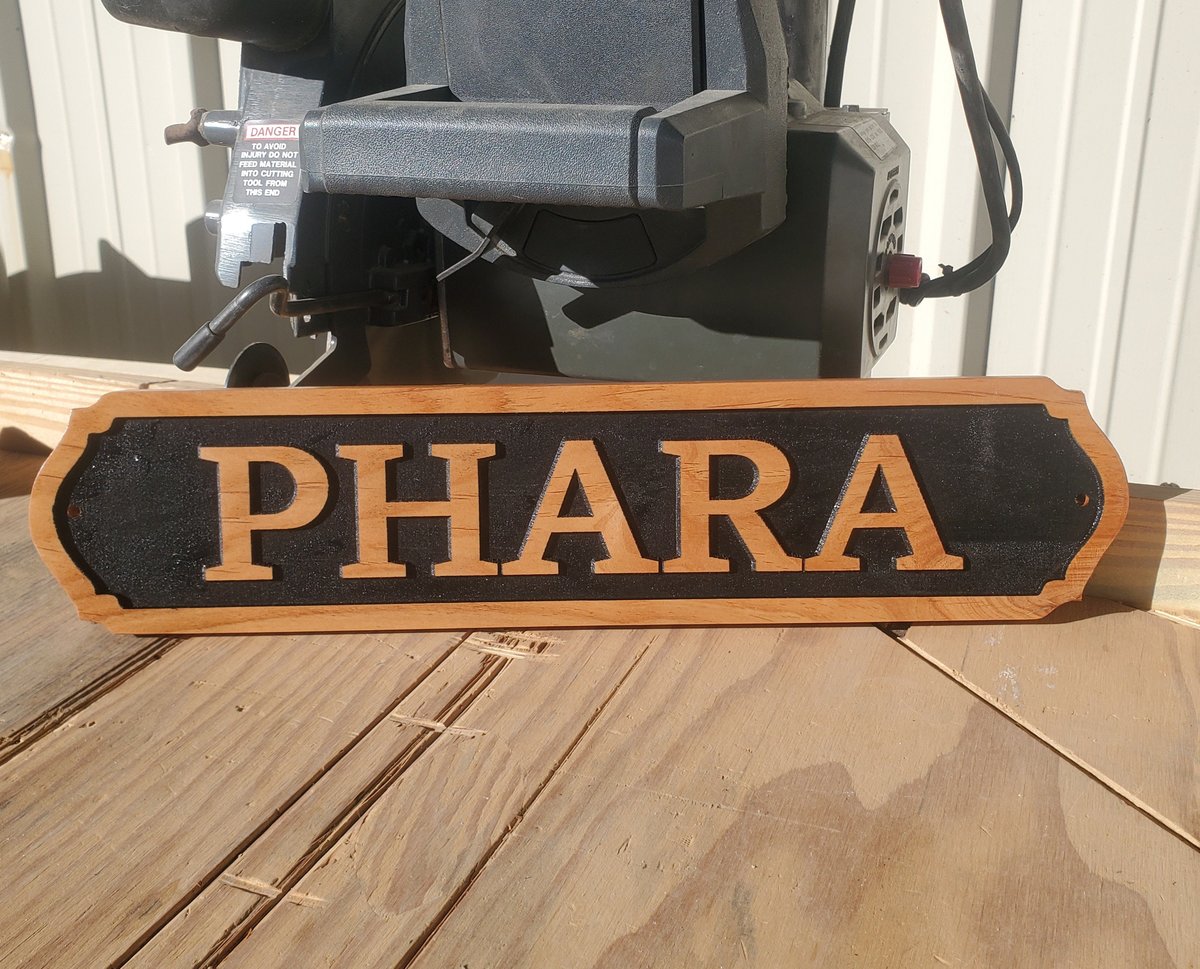 DANGER
TO AVOID
INJURY DO NOT
FEED MATERIAL
INTO CUTTING
TOOL FROM
THIS END
PHARA